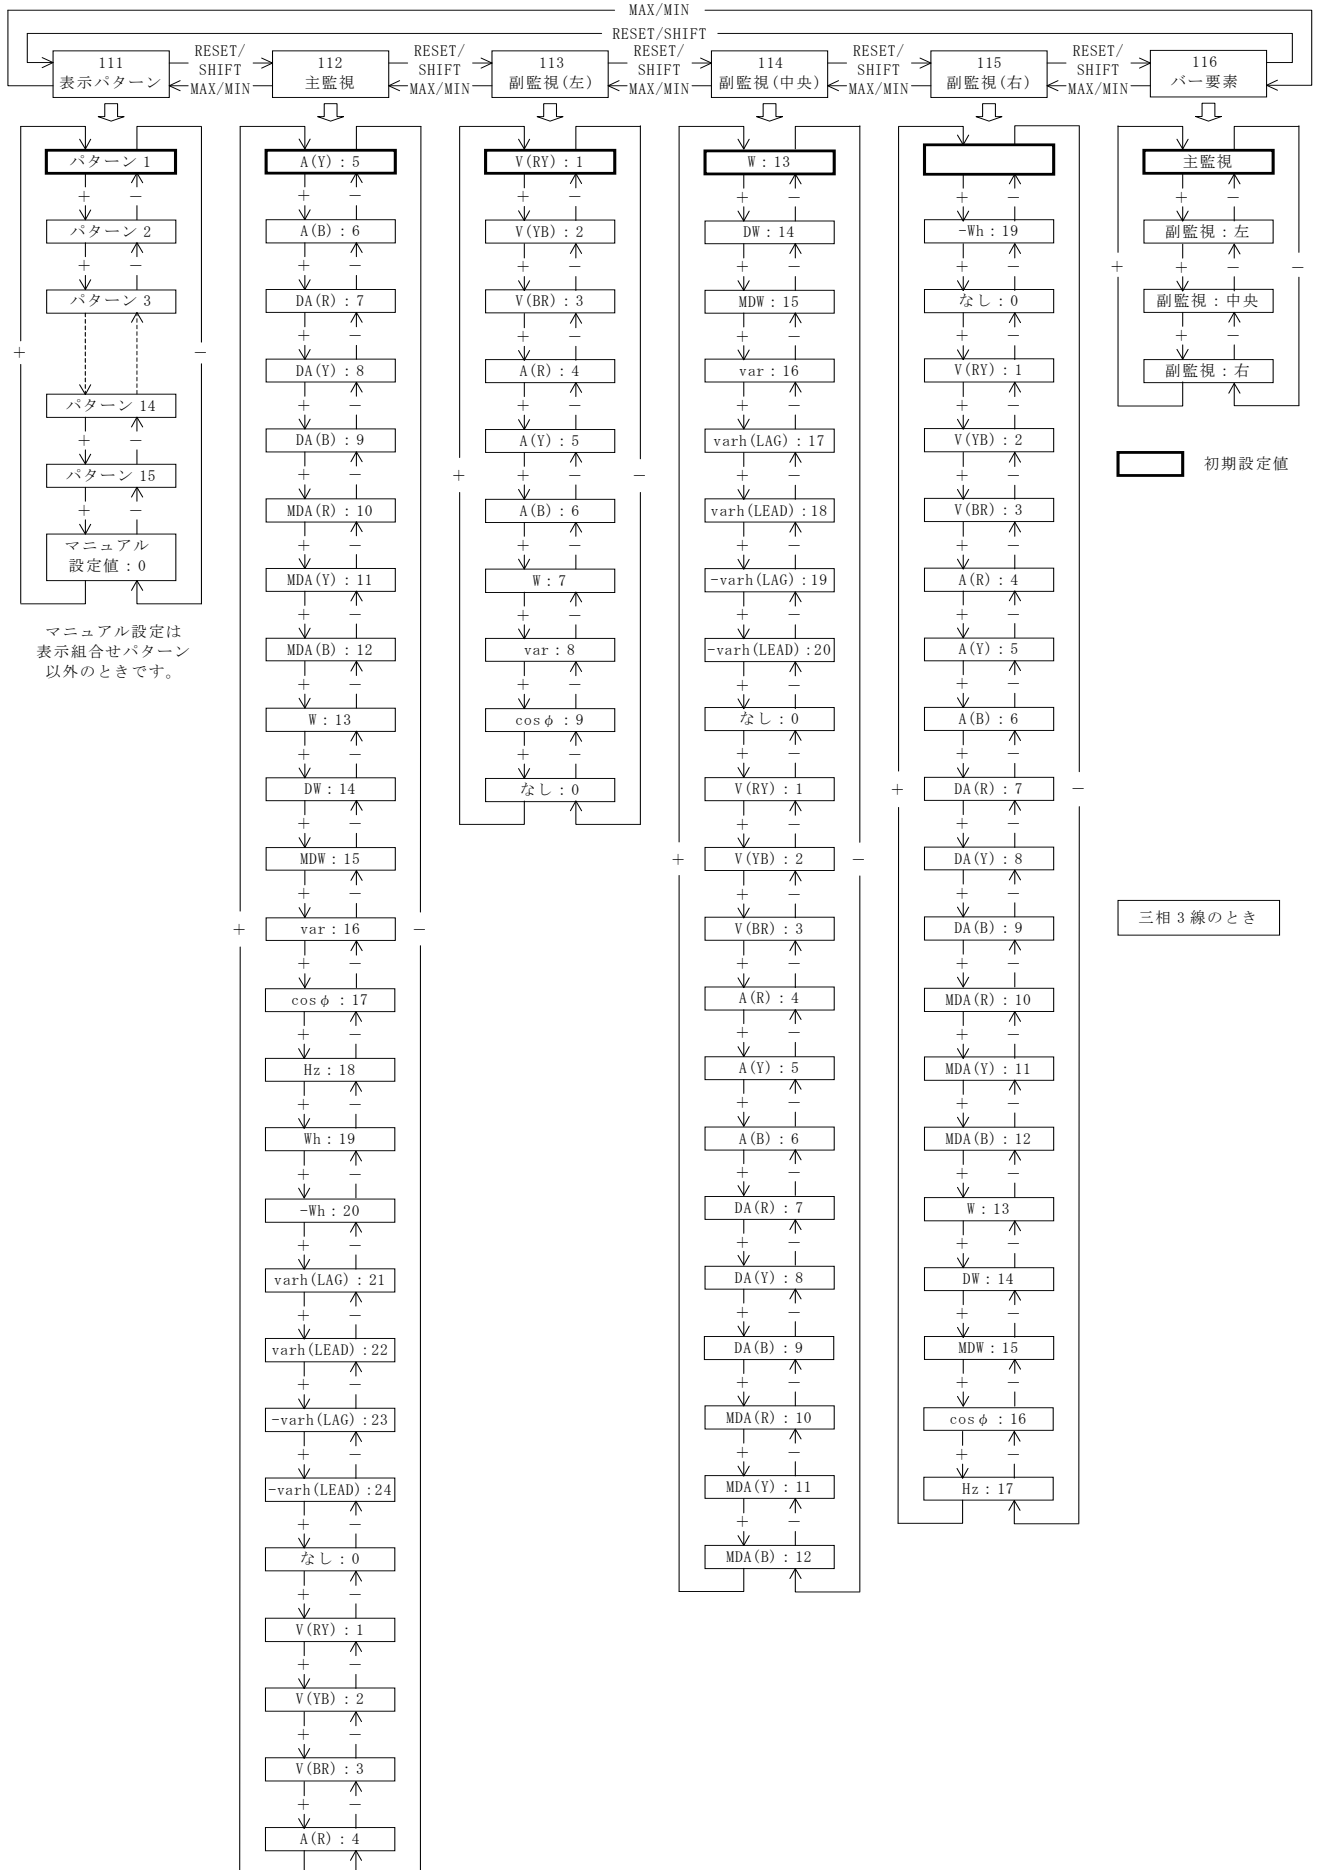 MAX/MIN
RESET/SHIFT
111
表示パターン
RESET/
SHIFT
MAX/MIN
112
主監視
RESET/
SHIFT
MAX/MIN
113
副監視(左)
RESET/
SHIFT
MAX/MIN
114
副監視(中央)
RESET/
SHIFT
MAX/MIN
115
副監視(右)
RESET/
SHIFT
MAX/MIN
116
バー要素
パターン 1
+ −
パターン 2
+ −
パターン 3
+ −
パターン 14
+ −
パターン 15
+ −
マニュアル
設定値：0
マニュアル設定は
表示組合せパターン
以外のときです。
A(Y)：5
+ −
A(B)：6
+ −
DA(R)：7
+ −
DA(Y)：8
+ −
DA(B)：9
+ −
MDA(R)：10
+ −
MDA(Y)：11
+ −
MDA(B)：12
+ −
W：13
+ −
DW：14
+ −
MDW：15
+ −
+ var：16 −
+ −
cosφ：17
+ −
Hz：18
+ −
Wh：19
+ −
-Wh：20
+ −
varh(LAG)：21
+ −
varh(LEAD)：22
+ −
-varh(LAG)：23
+ −
-varh(LEAD)：24
+ −
なし：0
+ −
V(RY)：1
+ −
V(YB)：2
+ −
V(BR)：3
+ −
A(R)：4
V(RY)：1
+ −
V(YB)：2
+ −
V(BR)：3
+ −
A(R)：4
+ −
A(Y)：5
+ + − −
A(B)：6
+ −
W：7
+ −
var：8
+ −
cosφ：9
+ −
なし：0
W：13
+ −
DW：14
+ −
MDW：15
+ −
var：16
+ −
varh(LAG)：17
+ −
varh(LEAD)：18
+ −
-varh(LAG)：19
+ −
-varh(LEAD)：20
+ −
なし：0
+ −
V(RY)：1
+ −
+ V(YB)：2 −
+ −
V(BR)：3
+ −
A(R)：4
+ −
A(Y)：5
+ −
A(B)：6
+ −
DA(R)：7
+ −
DA(Y)：8
+ −
DA(B)：9
+ −
MDA(R)：10
+ −
MDA(Y)：11
+ −
MDA(B)：12
+ −
-Wh：19
+ −
なし：0
+ −
V(RY)：1
+ −
V(YB)：2
+ −
V(BR)：3
+ −
A(R)：4
+ −
A(Y)：5
+ −
A(B)：6
+ −
+ DA(R)：7 −
+ −
DA(Y)：8
+ −
DA(B)：9
+ −
MDA(R)：10
+ −
MDA(Y)：11
+ −
MDA(B)：12
+ −
W：13
+ −
DW：14
+ −
MDW：15
+ −
cosφ：16
+ −
Hz：17
主監視
+ −
副監視：左
+ + − −
副監視：中央
+ −
副監視：右
初期設定値
三相 3 線のとき